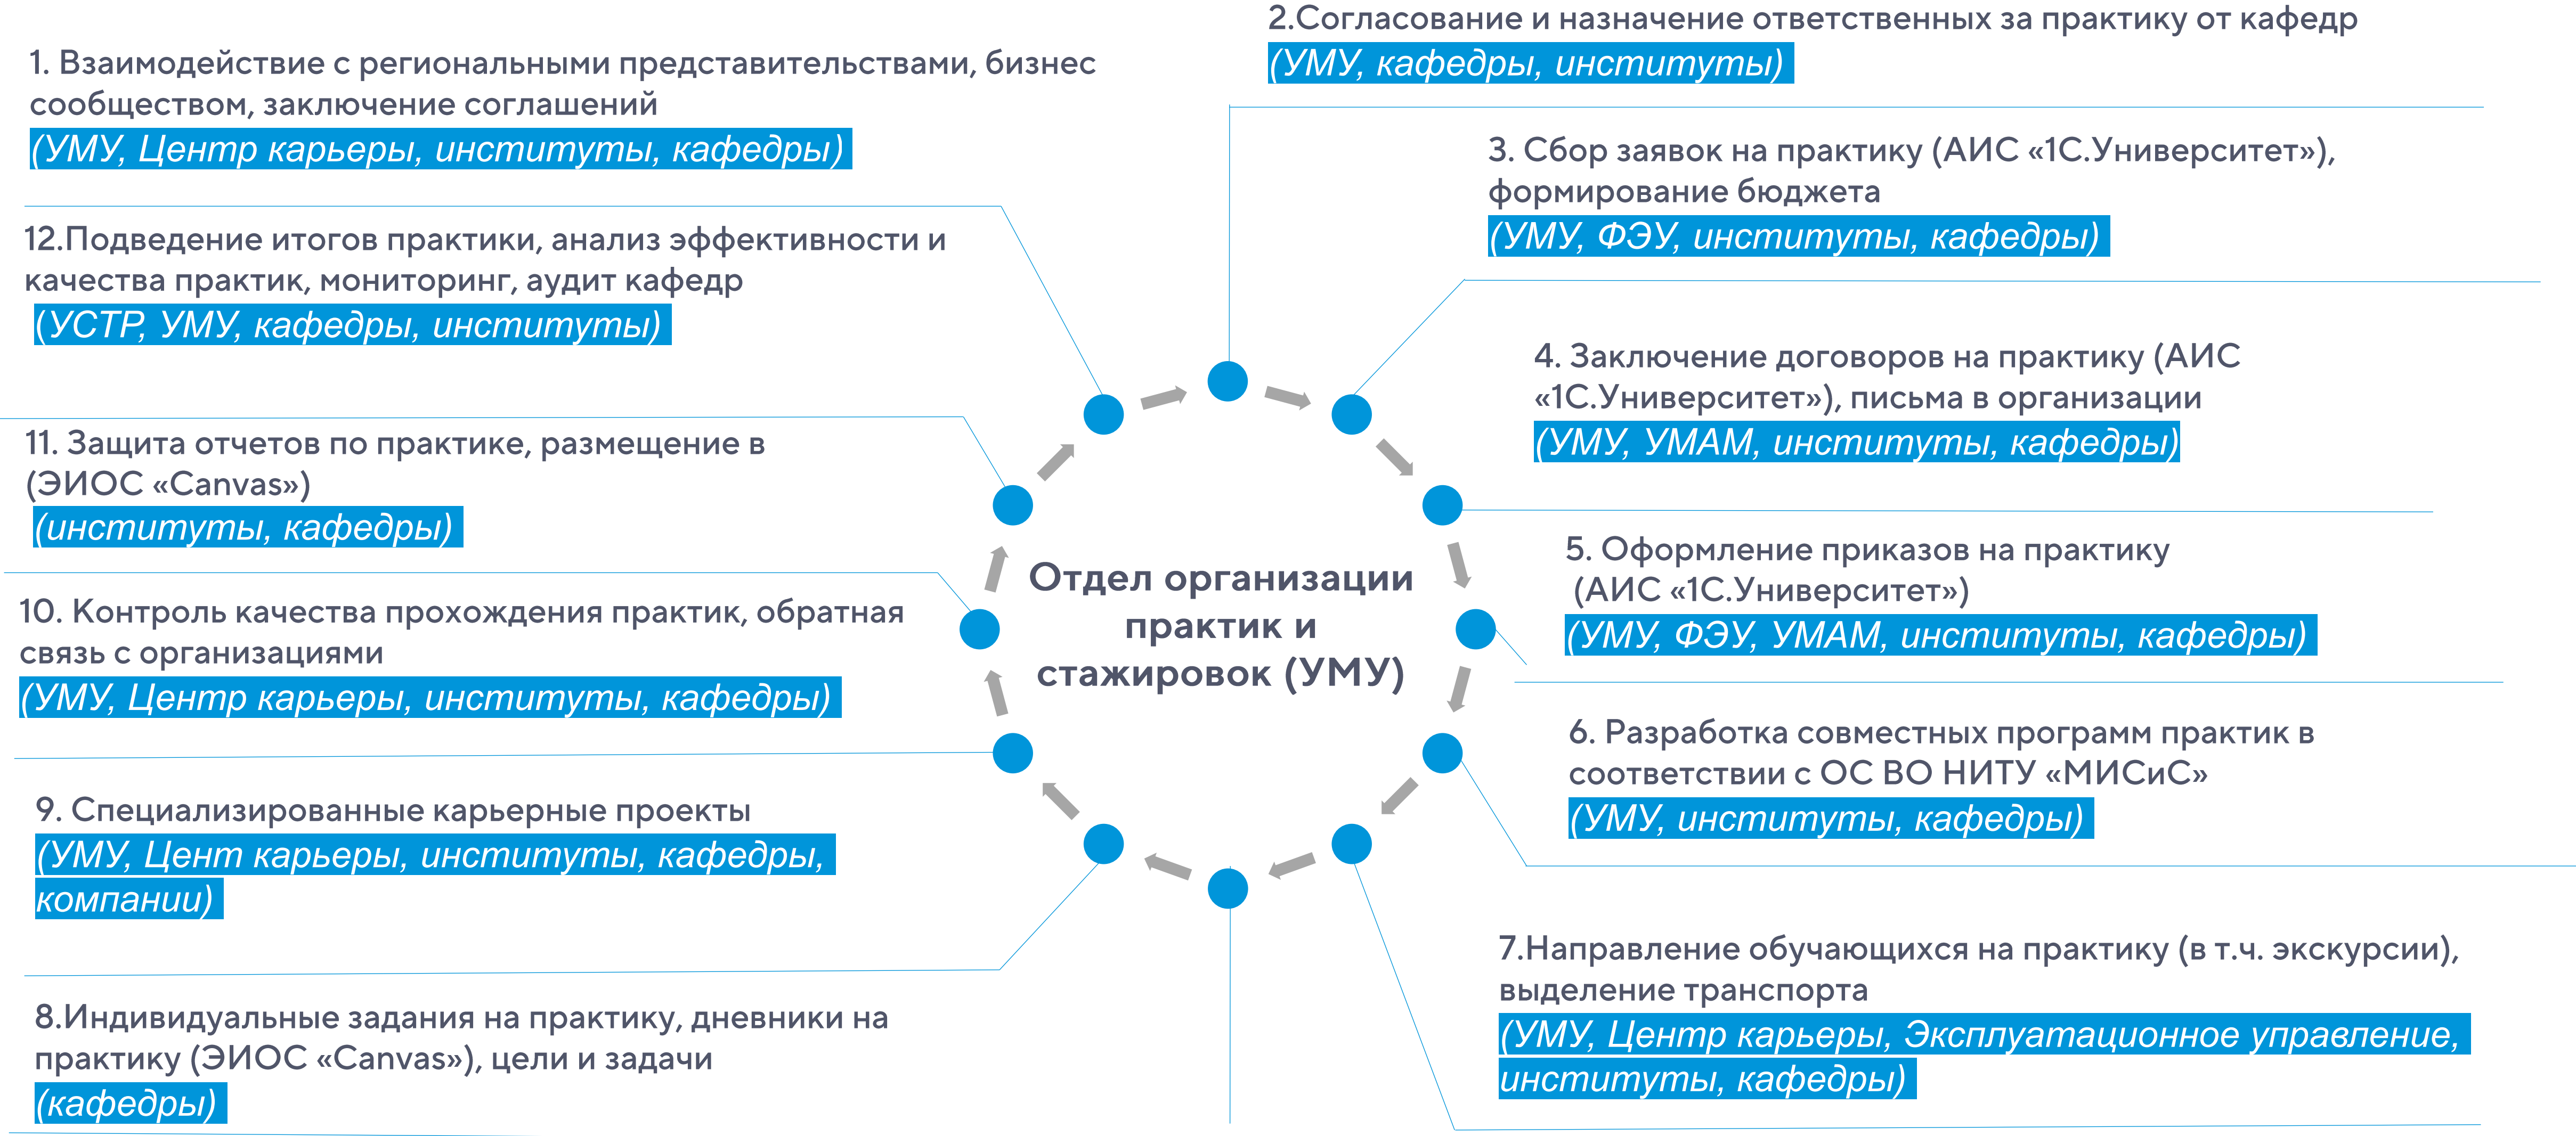 1. Взаимодействие с региональными представительствами, бизнес
сообществом, заключение соглашений
(УМУ, Центр карьеры, институты, кафедры)
2.Согласование и назначение ответственных за практику от кафедр
(УМУ, кафедры, институты)
3. Сбор заявок на практику (АИС «1С.Университет»),
формирование бюджета
(УМУ, ФЭУ, институты, кафедры)
4. Заключение договоров на практику (АИС
«1С.Университет»), письма в организации
(УМУ, УМАМ, институты, кафедры)
5. Оформление приказов на практику
(АИС «1С.Университет»)
(УМУ, ФЭУ, УМАМ, институты, кафедры)
6. Разработка совместных программ практик в
соответствии с ОС ВО НИТУ «МИСиС»
(УМУ, институты, кафедры)
7.Направление обучающихся на практику (в т.ч. экскурсии),
выделение транспорта
(УМУ, Центр карьеры, Эксплуатационное управление,
институты, кафедры)
8.Индивидуальные задания на практику, дневники на
практику (ЭИОС «Canvas»), цели и задачи
(кафедры)
9. Специализированные карьерные проекты
(УМУ, Цент карьеры, институты, кафедры,
компании)
10. Контроль качества прохождения практик, обратная
связь с организациями
(УМУ, Центр карьеры, институты, кафедры)
11. Защита отчетов по практике, размещение в
(ЭИОС «Canvas»)
(институты, кафедры)
12.Подведение итогов практики, анализ эффективности и
качества практик, мониторинг, аудит кафедр
(УСТР, УМУ, кафедры, институты)
Отдел организации
практик и
стажировок (УМУ)